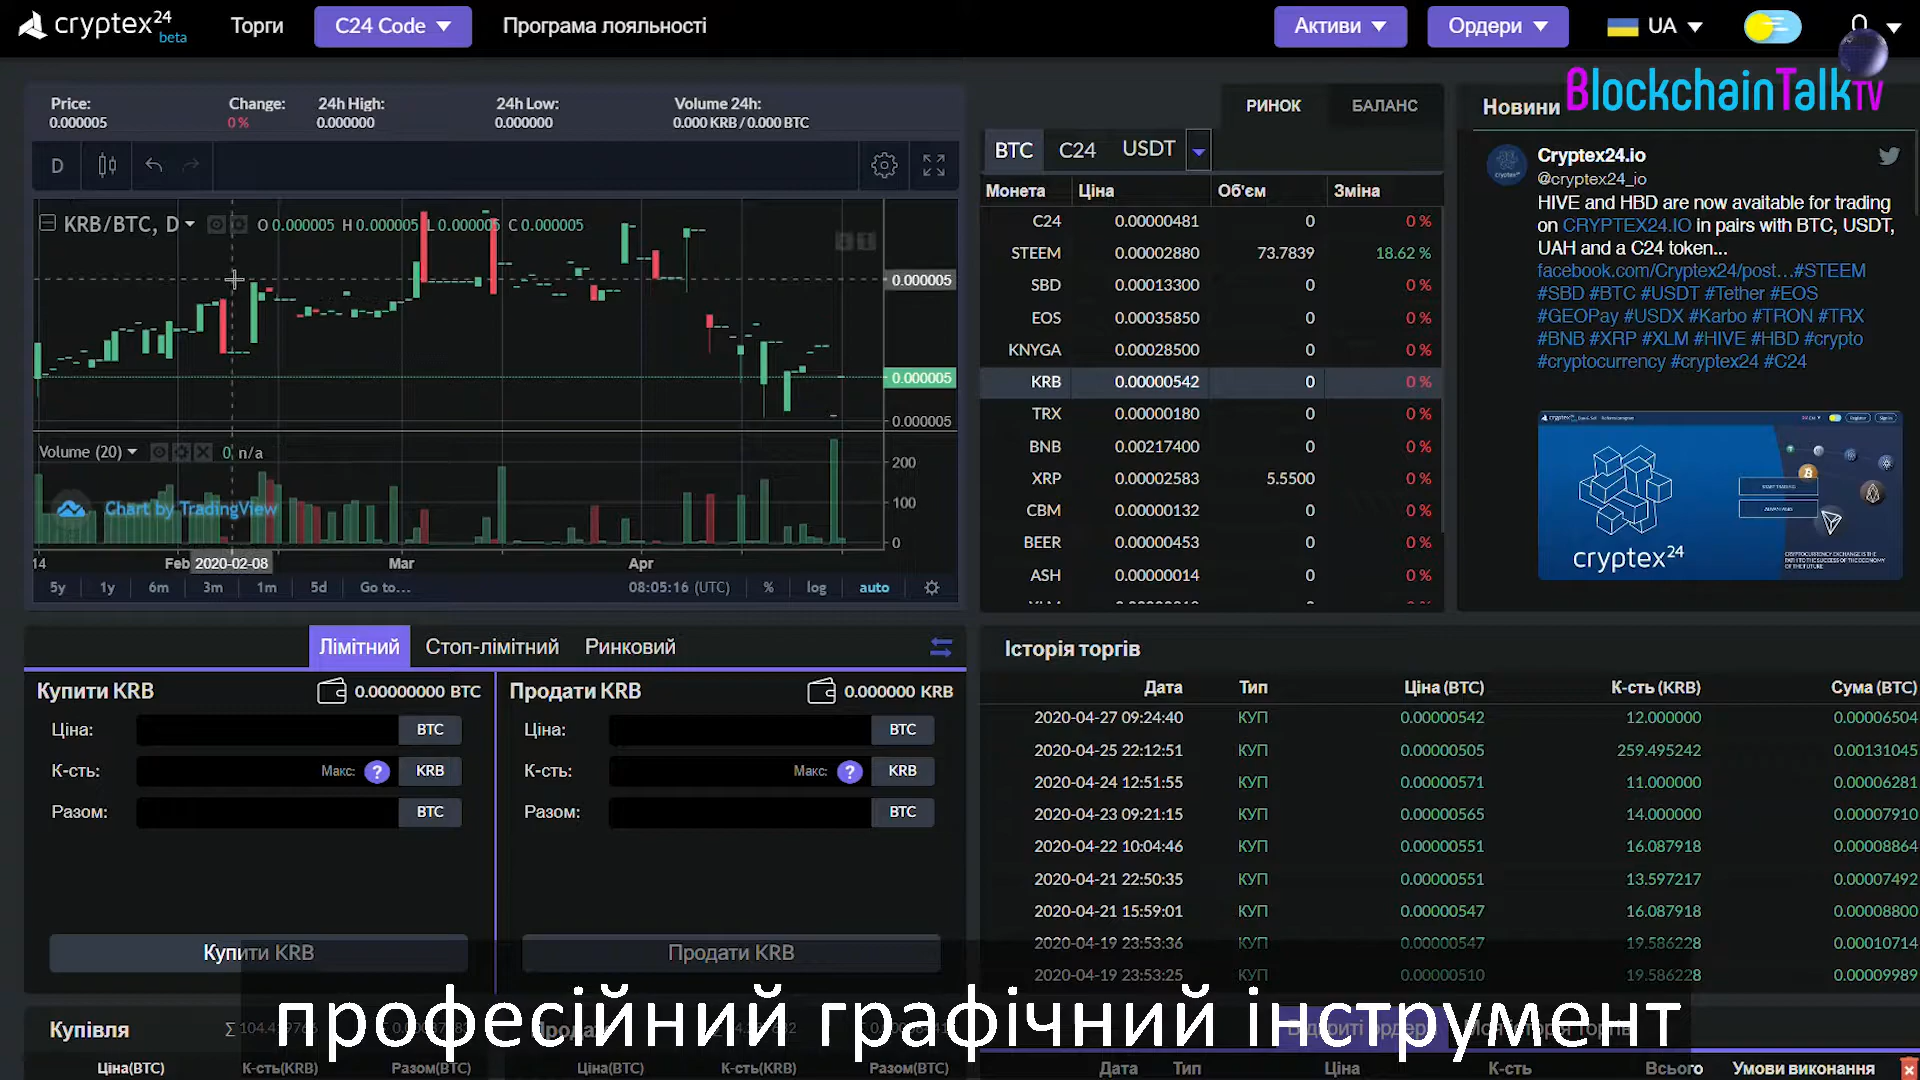 cryptex24 beta
Торги
C24 Code
Програма лояльності
Активи
Ордери
UA
BlockchainTalkTV
Price:
0.000005
Change:
0 %
24h High:
0.000000
24h Low:
0.000000
Volume 24h:
0.000 KRB / 0.000 BTC
D
KRB/BTC, D
O 0.000005 H 0.000005 L 0.000005 C 0.000005
0.000005
0.000005
0.000005
Volume (20)
0 n/a
200
100
0
Chart by TradingView
14
Feb
2020-02-08
Mar
Apr
5y 1y 6m 3m 1m 5d Go to...
08:05:16 (UTC)
% log auto
РИНОК
БАЛАНС
BTC C24 USDT
Монета Ціна Об'єм Зміна
C24 0.00000481 0 0 %
STEEM 0.00002880 73.7839 18.62 %
SBD 0.00013300 0 0 %
EOS 0.00035850 0 0 %
KNYGA 0.00028500 0 0 %
KRB 0.00000542 0 0 %
TRX 0.00000180 0 0 %
BNB 0.00217400 0 0 %
XRP 0.00002583 5.5500 0 %
CBM 0.00000132 0 0 %
BEER 0.00000453 0 0 %
ASH 0.00000014 0 0 %
Новини
Cryptex24.io
@cryptex24_io
HIVE and HBD are now available for trading
on CRYPTEX24.IO in pairs with BTC, USDT,
UAH and a C24 token...
facebook.com/Cryptex24/post…#STEEM
#SBD #BTC #USDT #Tether #EOS
#GEOPay #USDX #Karbo #TRON #TRX
#BNB #XRP #XLM #HIVE #HBD #crypto
#cryptocurrency #cryptex24 #C24
cryptex24
CRYPTOCURRENCY EXCHANGE IS THE
PATH TO THE SUCCESS OF THE ECONOMY
OF THE FUTURE
Лімітний
Стоп-лімітний
Ринковий
Купити KRB
0.00000000 BTC
Ціна: BTC
К-сть: Макс: ? KRB
Разом: BTC
Купити KRB
Продати KRB
0.000000 KRB
Ціна: BTC
К-сть: Макс: ? KRB
Разом: BTC
Продати KRB
Історія торгів
Дата Тип Ціна (BTC) К-сть (KRB) Сума (BTC)
2020-04-27 09:24:40 КУП 0.00000542 12.000000 0.00006504
2020-04-25 22:12:51 КУП 0.00000505 259.495242 0.00131045
2020-04-24 12:51:55 КУП 0.00000571 11.000000 0.00006281
2020-04-23 09:21:15 КУП 0.00000565 14.000000 0.00007910
2020-04-22 10:04:46 КУП 0.00000551 16.087918 0.00008864
2020-04-21 22:50:35 КУП 0.00000551 13.597217 0.00007492
2020-04-21 15:59:01 КУП 0.00000547 16.087918 0.00008800
2020-04-19 23:53:36 КУП 0.00000547 19.586228 0.00010714
2020-04-19 23:53:25 КУП 0.00000510 19.586228 0.00009989
професійний графічний інструмент
Купівля
Ціна(BTC) К-сть(KRB) Разом(BTC)
Ціна(BTC) К-сть(KRB) Разом(BTC)
Відкриті ордери
Дата Тип Ціна К-сть Всього Умови виконання